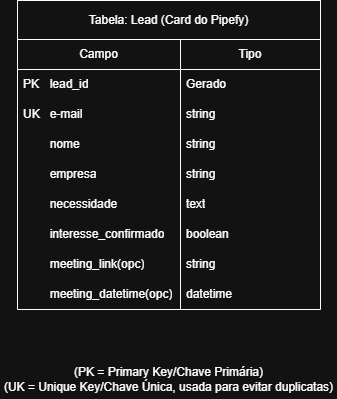 Tabela: Lead (Card do Pipefy)
Campo Tipo
PK lead_id Gerado
UK e-mail string
nome string
empresa string
necessidade text
interesse_confirmado boolean
meeting_link(opc) string
meeting_datetime(opc) datetime
(PK = Primary Key/Chave Primária)
(UK = Unique Key/Chave Única, usada para evitar duplicatas)